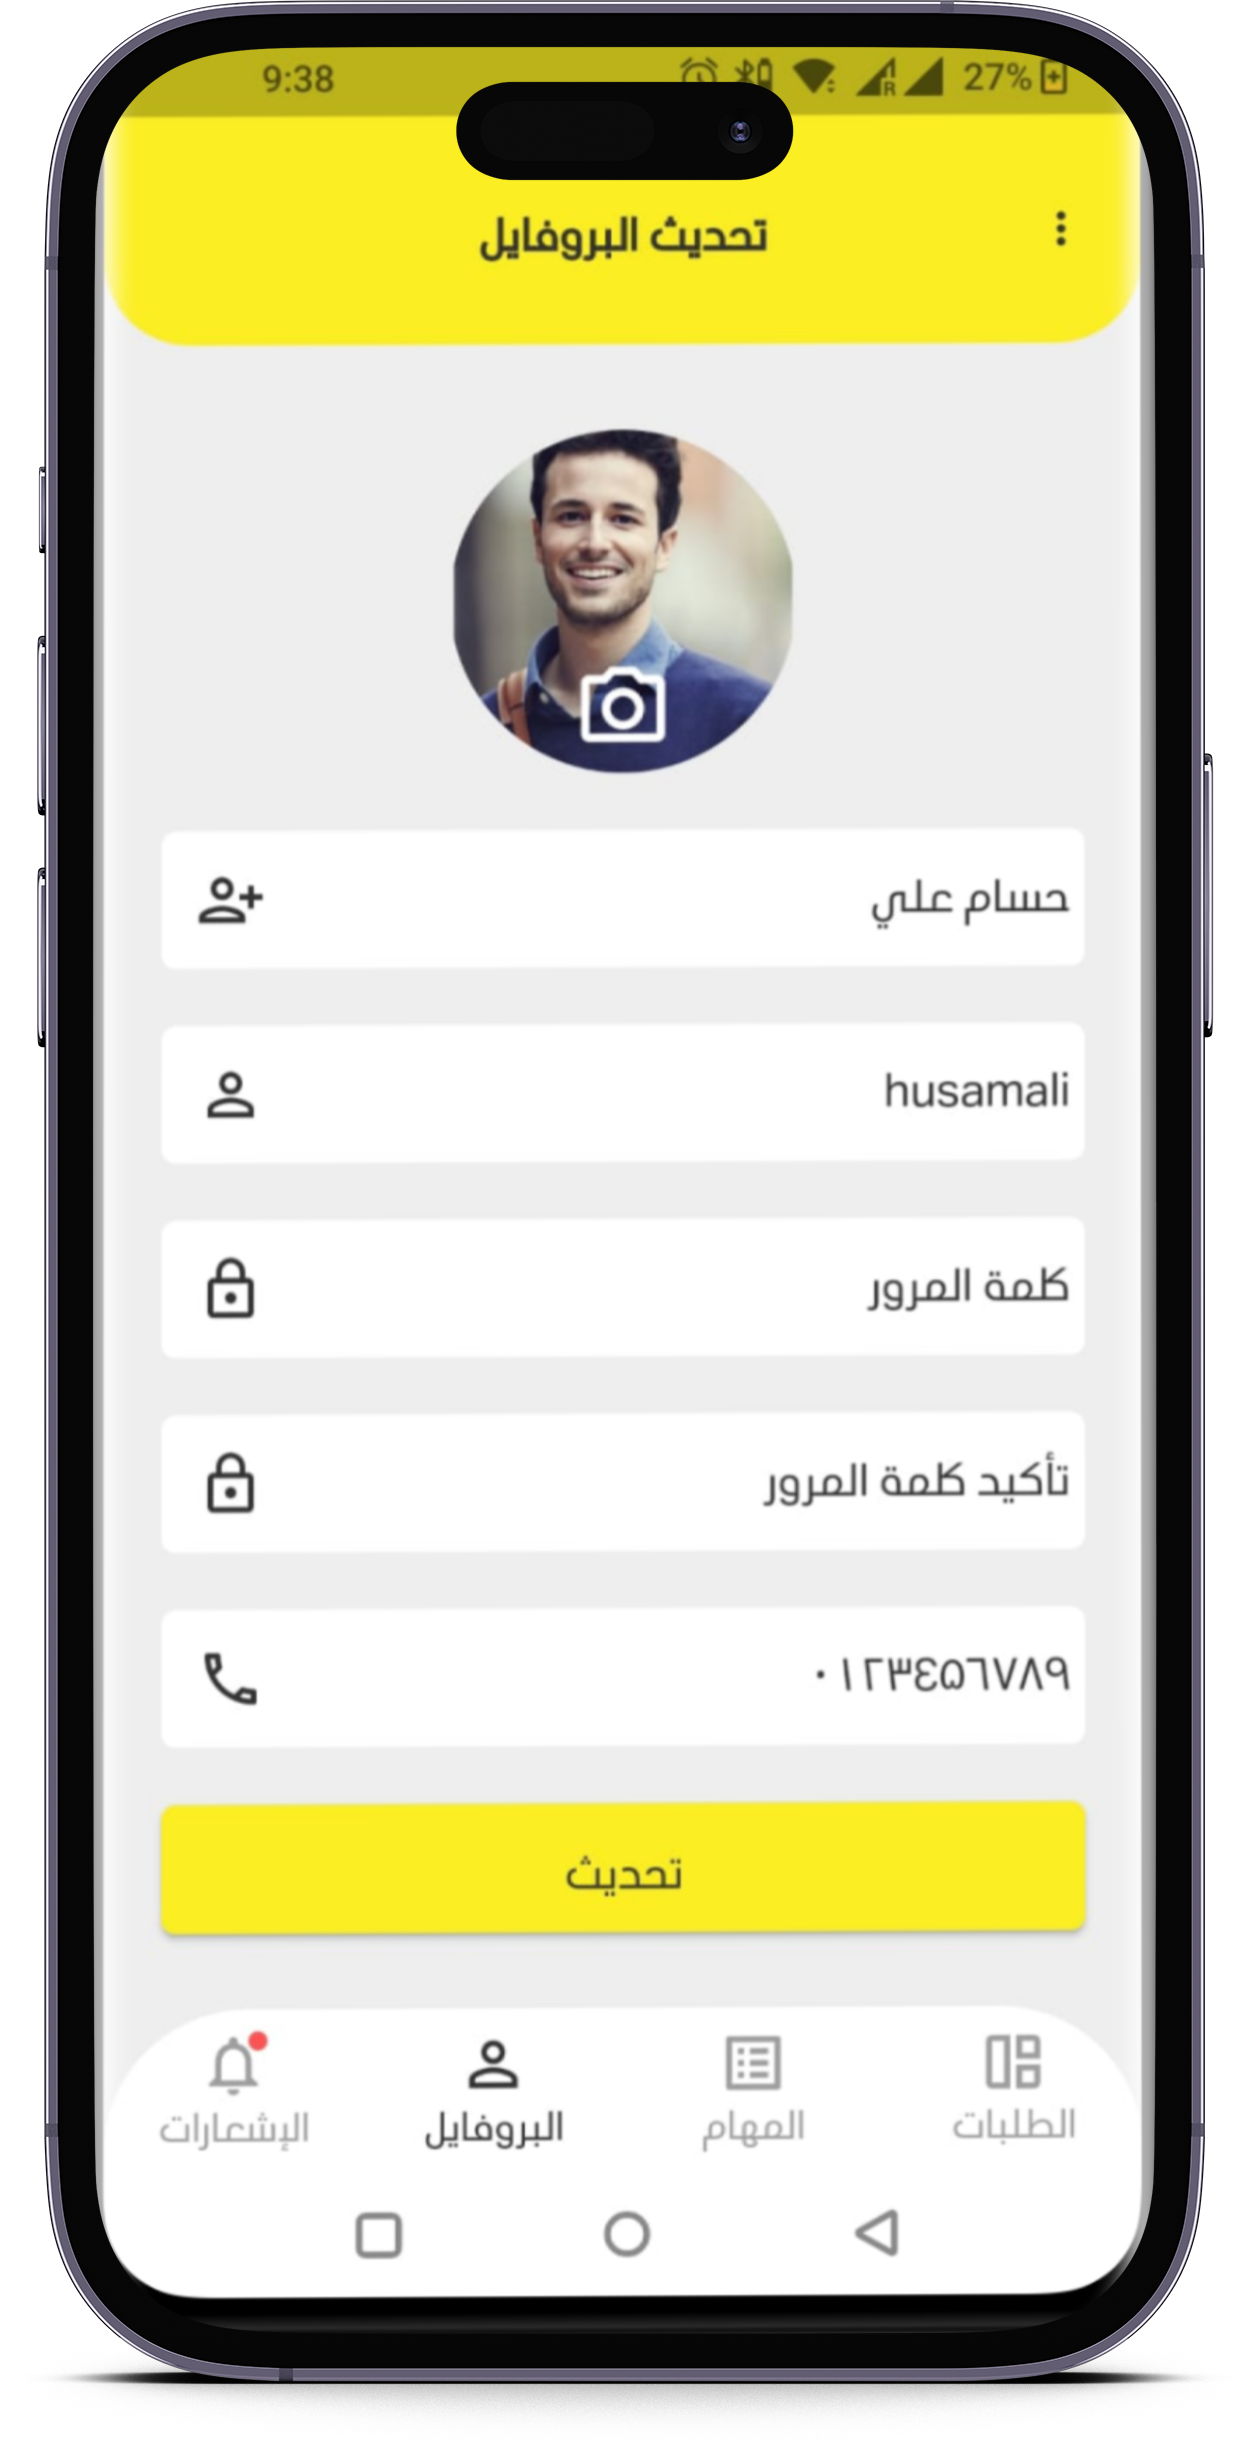 9:38
R
27%
تحديث البروفايل
حسام علي
husamali
كلمة المرور
تأكيد كلمة المرور
٠١٢٣٤٥٦٧٨٩
تحديث
الطلبات
المهام
البروفايل
الإشعارات